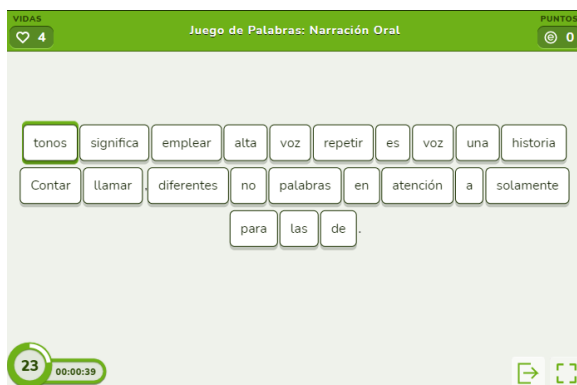 VIDAS
4
Juego de Palabras: Narración Oral
PUNTOS
0
tonos significa emplear alta voz repetir es voz una historia
Contar llamar , diferentes no palabras en atención a solamente
para las de .
23 00:00:39